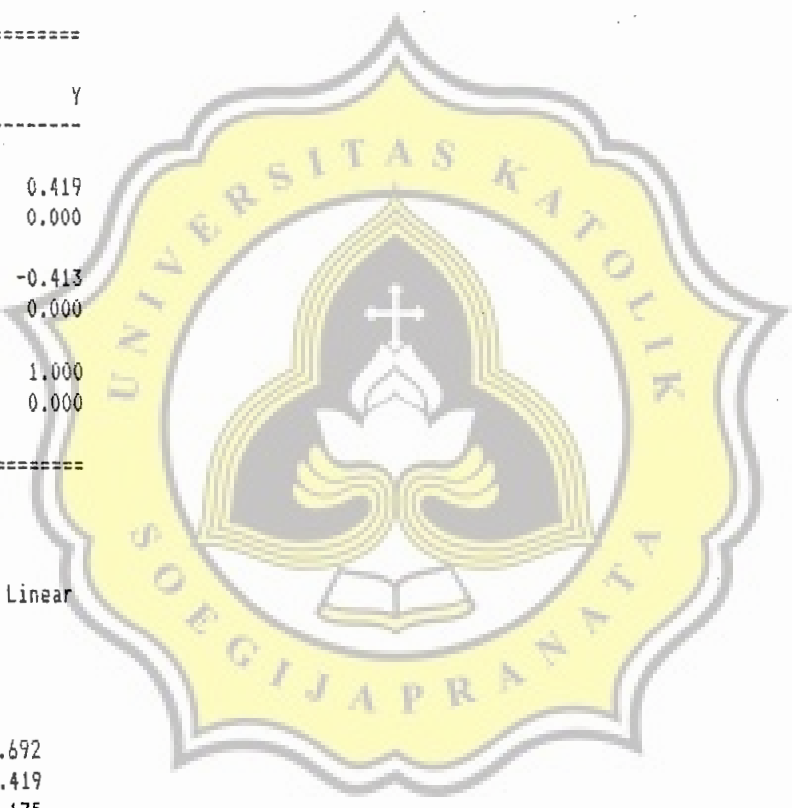 ==========
Y
----------
0.419
0.000
-0.413
0.000
1.000
0.000
==========
Linear
.692
.419
UNIVERSITAS KATOLIK
SOEGIJAPRANATA